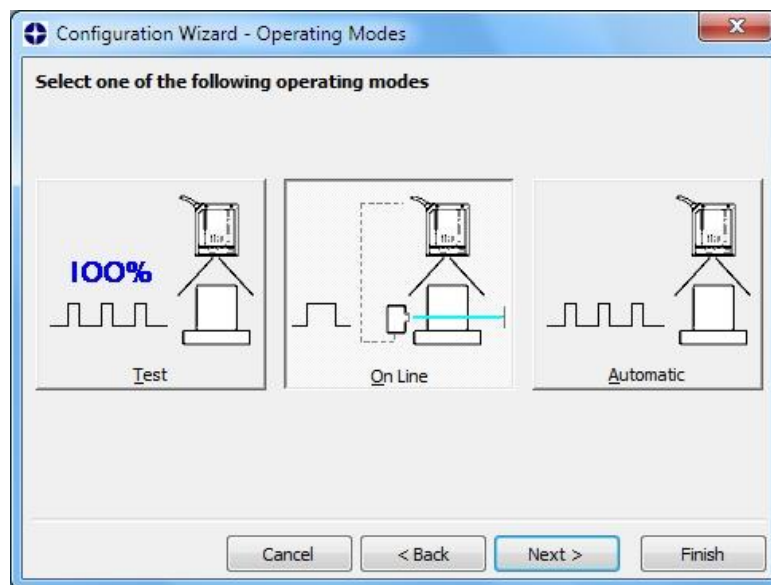 Configuration Wizard - Operating Modes
X
Select one of the following operating modes
100%
Test
On Line
Automatic
Cancel
< Back
Next >
Finish